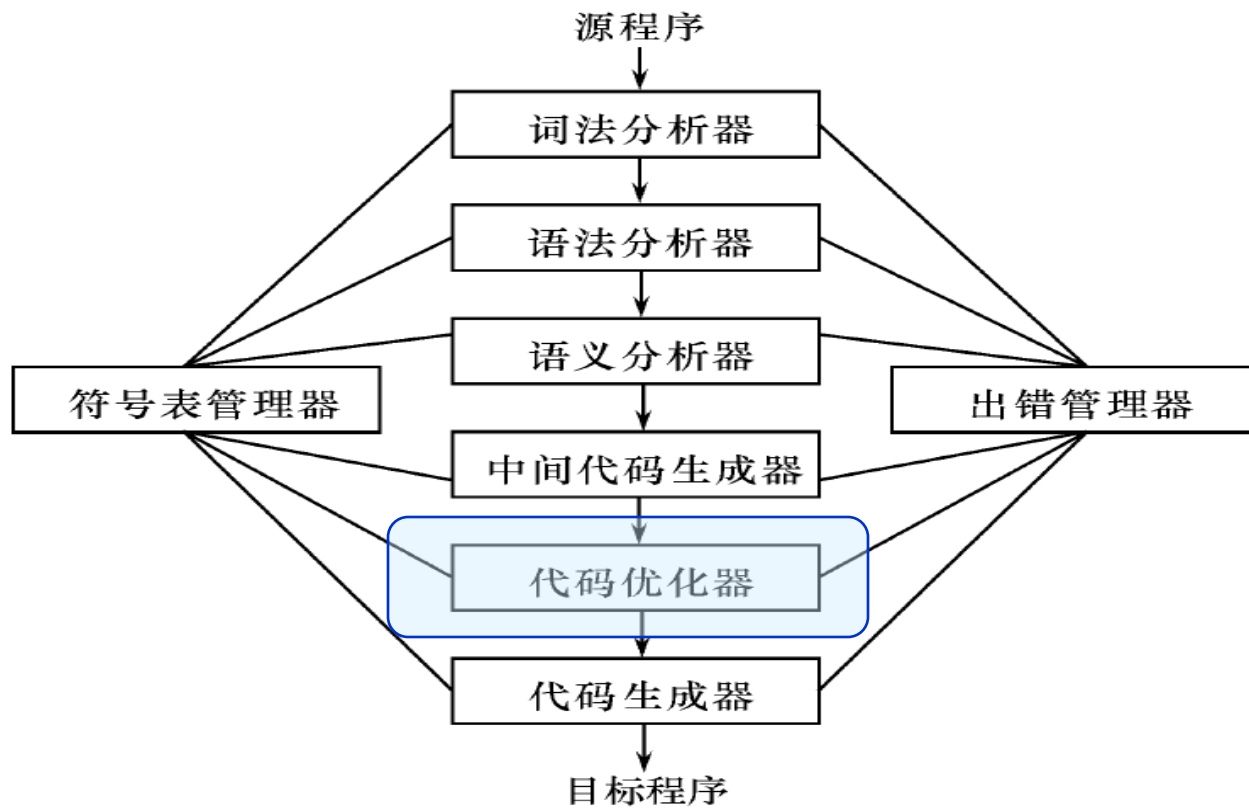 源程序
词法分析器
语法分析器
语义分析器
符号表管理器
出错管理器
中间代码生成器
代码优化器
代码生成器
目标程序